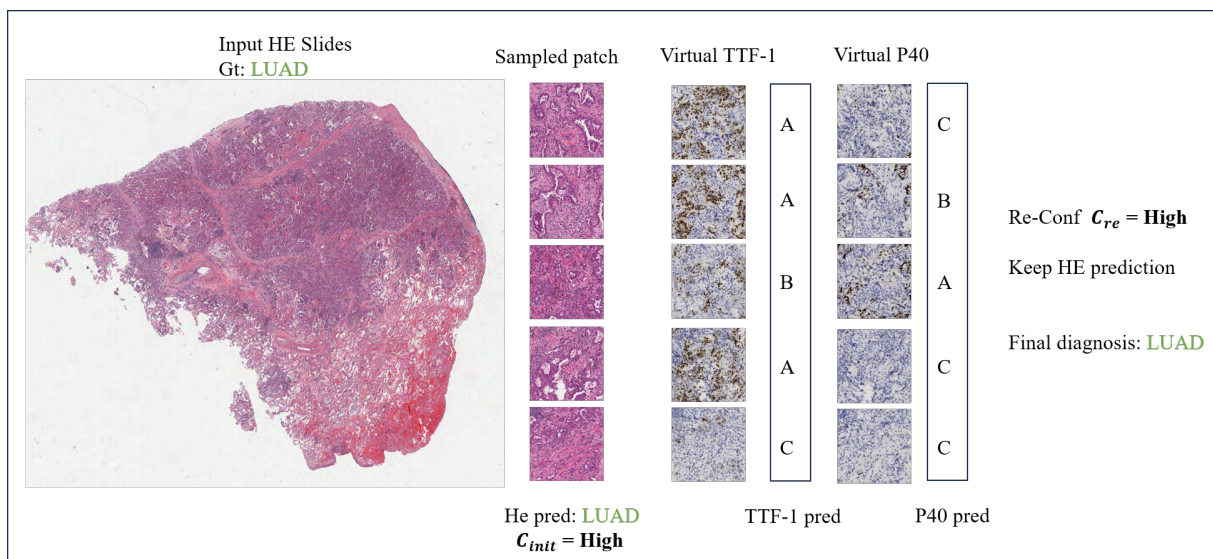 Input HE Slides
Gt: LUAD
Sampled patch
Virtual TTF-1
Virtual P40
A
C
A
B
B
A
A
C
C
C
Re-Conf C_re = High
Keep HE prediction
Final diagnosis: LUAD
He pred: LUAD
C_init = High
TTF-1 pred
P40 pred